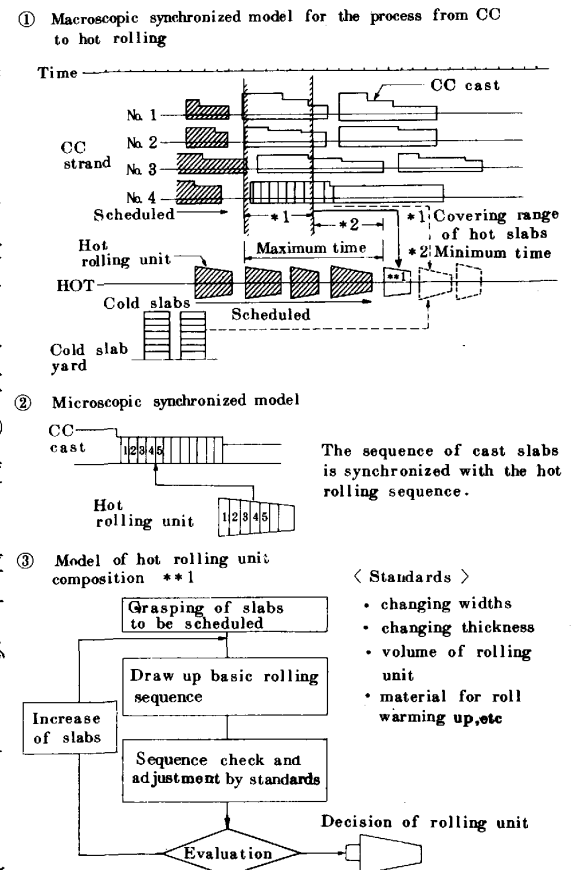 ① Macroscopic synchronized model for the process from CC
to hot rolling
Time
CC cast
No. 1
No. 2
CC
strand
No. 3
No. 4
Scheduled
*1
*2
*1 Covering range
of hot slabs
*2 Minimum time
Maximum time
Hot
rolling unit
**1
HOT
Cold slabs
Scheduled
Cold slab
yard
② Microscopic synchronized model
CC
cast
1 2 3 4 5
The sequence of cast slabs
is synchronized with the hot
rolling sequence.
Hot
rolling unit
1 2 3 4 5
③ Model of hot rolling unit
composition **1
〈 Standards 〉
• changing widths
• changing thickness
• volume of rolling
unit
• material for roll
warming up,etc
Grasping of slabs
to be scheduled
Draw up basic rolling
sequence
Increase
of slabs
Sequence check and
adjustment by standards
Decision of rolling unit
Evaluation